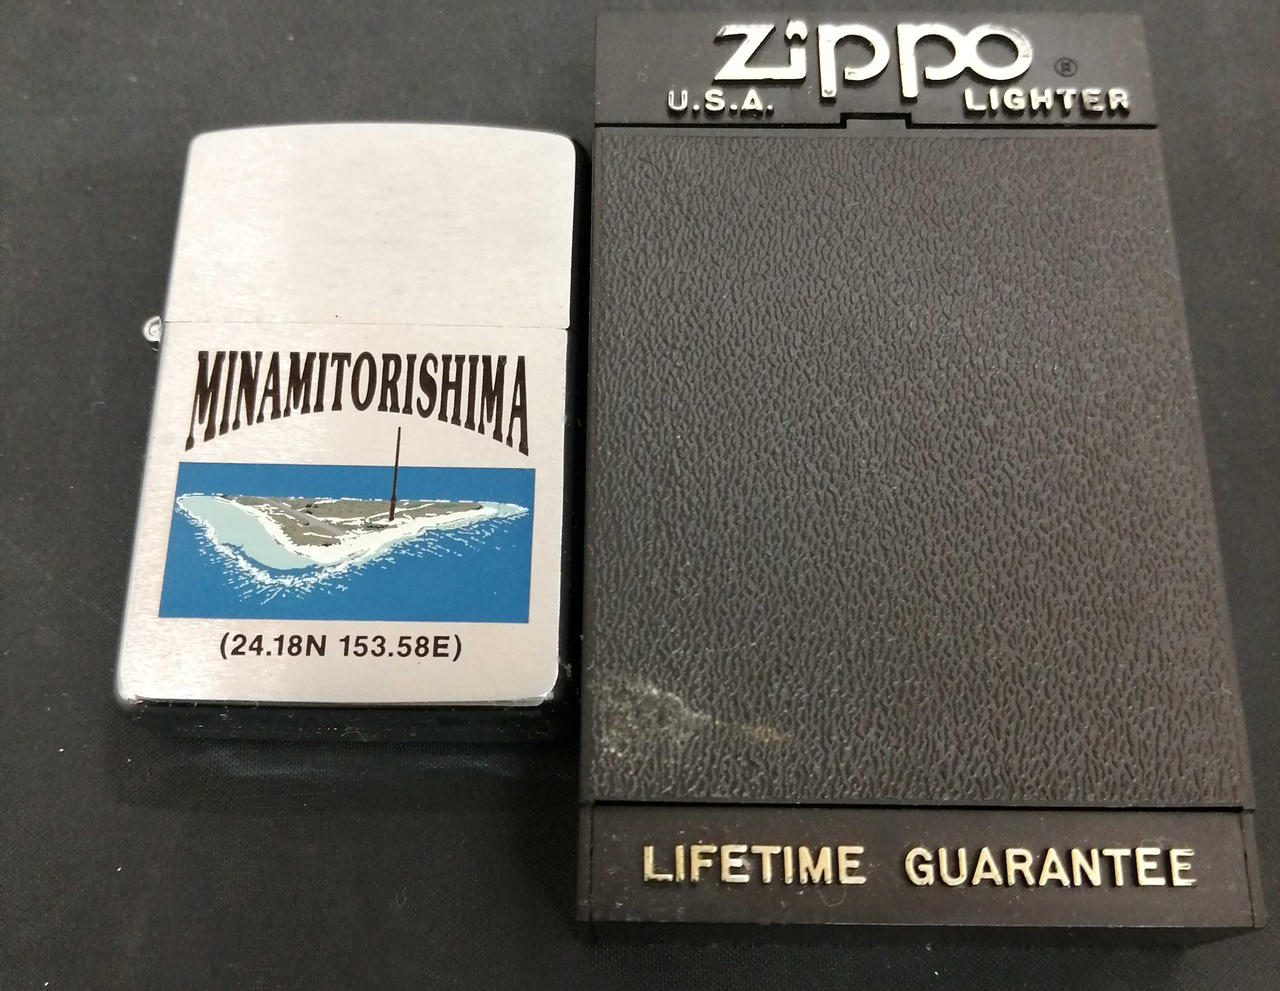 MINAMITORISHIMA
(24.18N 153.58E)
zippo ®
U.S.A. LIGHTER
LIFETIME GUARANTEE